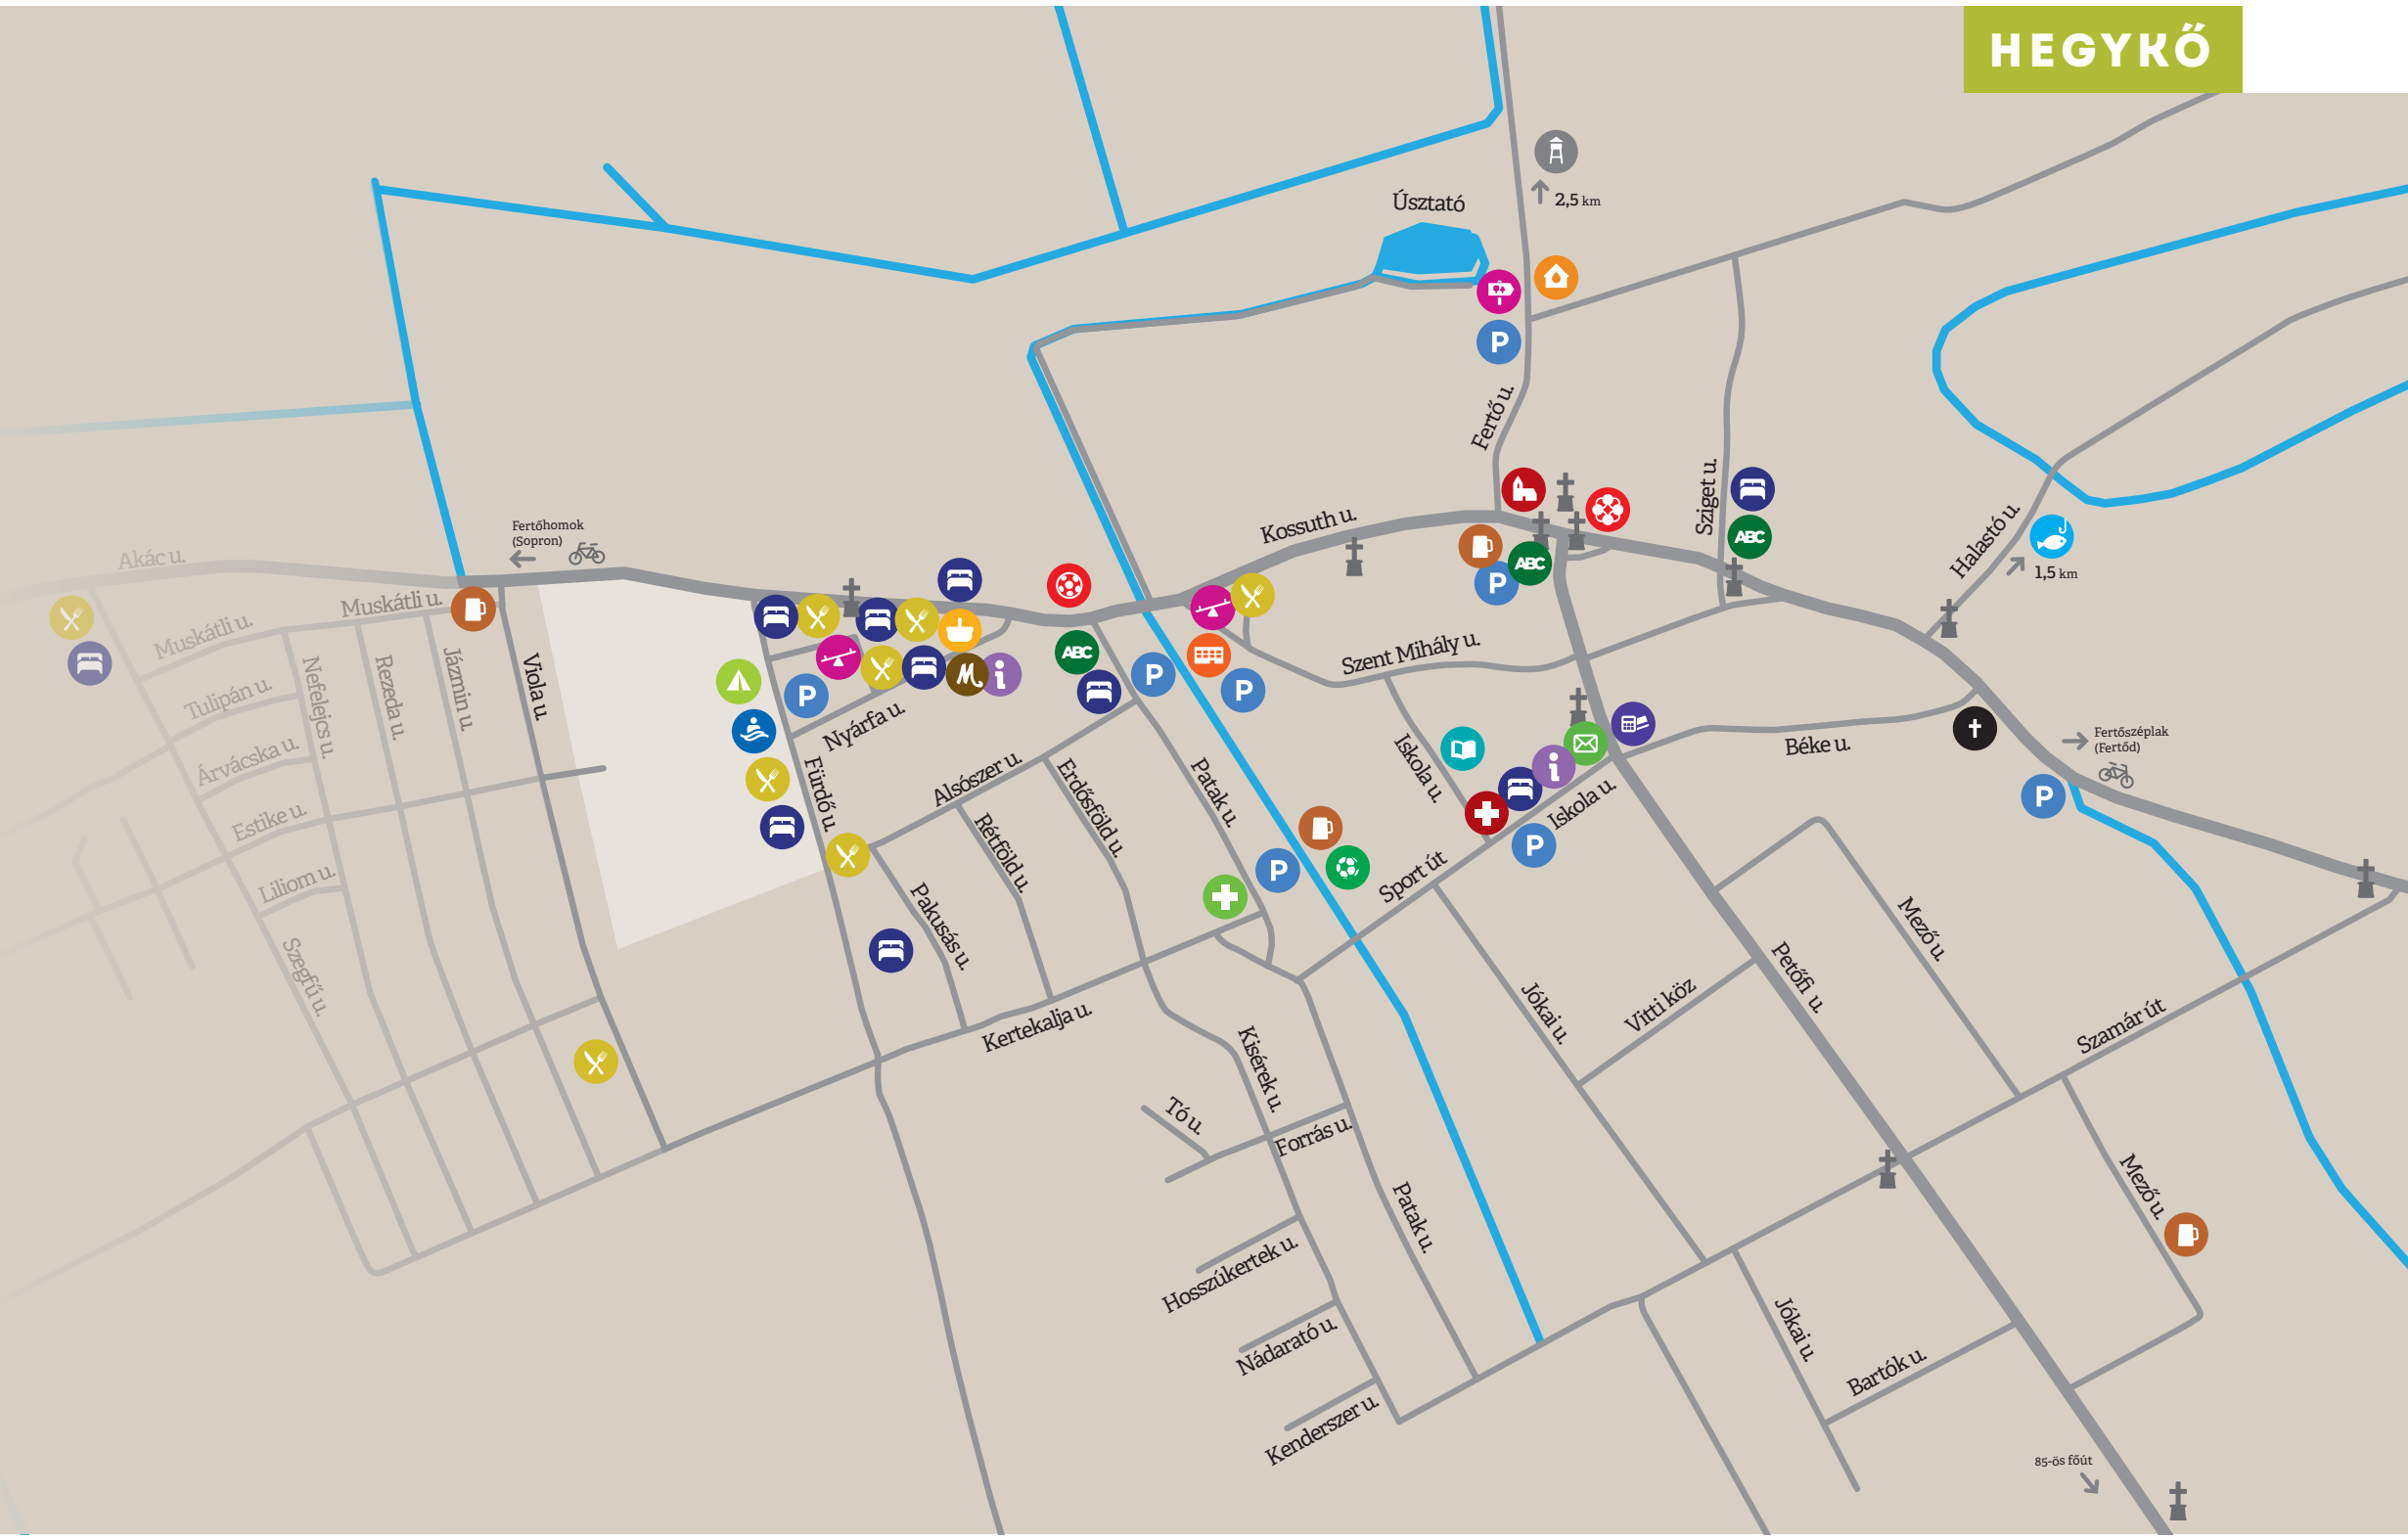 HEGYKŐ
2,5 km
Úsztató
P
Fertő u.
Kossuth u.
Sziget u.
ABC
Halastó u.
1,5 km
Fertőhomok
(Sopron)
Akác u.
Muskátli u.
Muskátli u.
ABC
P
Szent Mihály u.
ABC
P
P
P
i
P
Nefelejcs u.
Rezeda u.
Jázmin u.
Viola u.
Tulipán u.
Nyárfa u.
Árvácska u.
Fürdő u.
Alsószer u.
Erdősföld u.
Patak u.
Iskola u.
i
Iskola u.
Béke u.
Fertőszéplak
(Fertőd)
P
Estike u.
Liliom u.
Szegfű u.
Rétföld u.
Pakusás u.
P
Sport út
P
Mező u.
Petőfi u.
Jókai u.
Vitti köz
Szamár út
Kertekalja u.
Kisérek u.
Tó u.
Forrás u.
Patak u.
Mező u.
Hosszúkertek u.
Nádarató u.
Kenderszer u.
Jókai u.
Bartók u.
85-ös főút